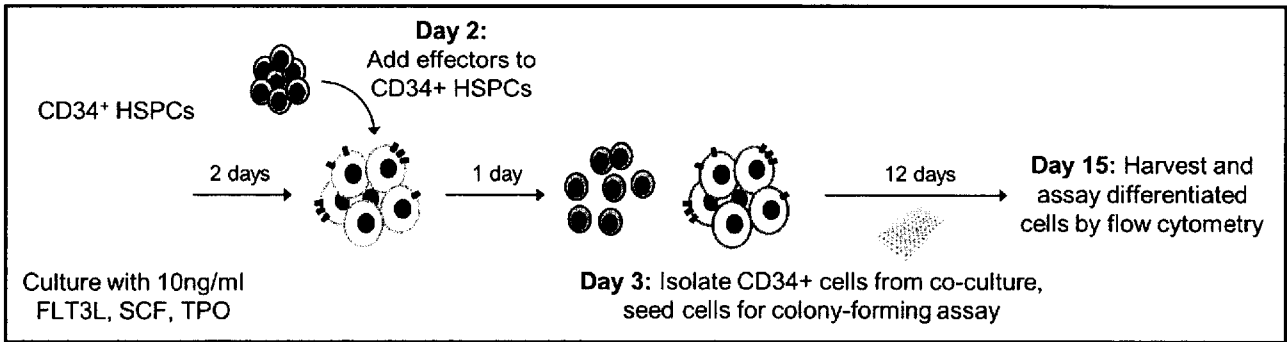 Day 2:
Add effectors to
CD34+ HSPCs
CD34⁺ HSPCs
2 days
1 day
12 days
Day 15: Harvest and
assay differentiated
cells by flow cytometry
Culture with 10ng/ml
FLT3L, SCF, TPO
Day 3: Isolate CD34+ cells from co-culture,
seed cells for colony-forming assay